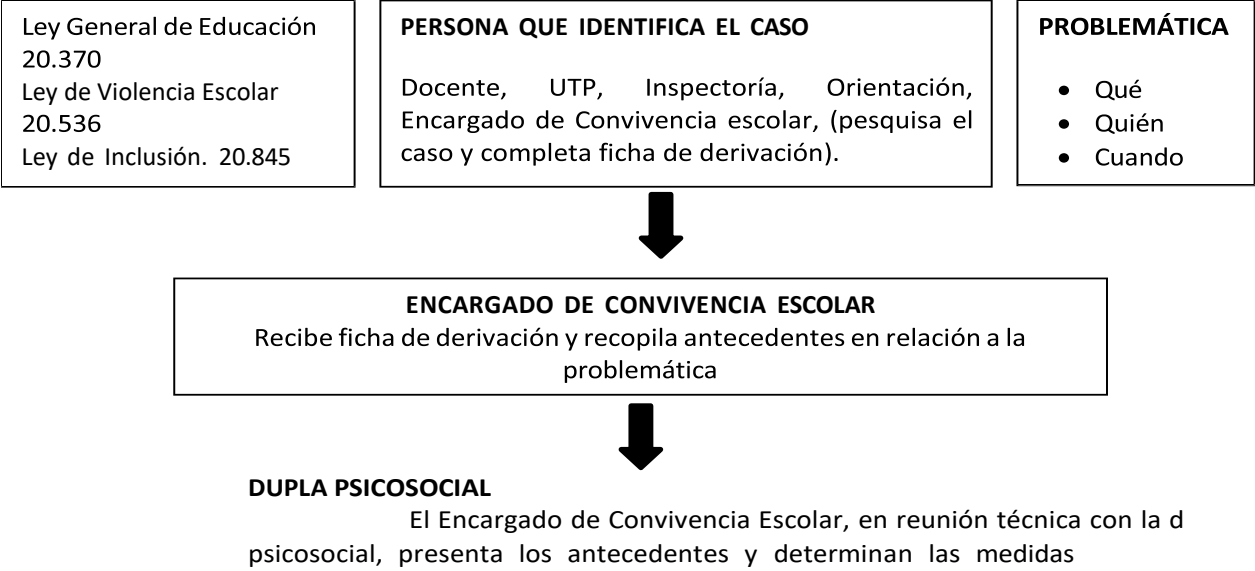 Ley General de Educación
20.370
Ley de Violencia Escolar
20.536
Ley de Inclusión. 20.845
PERSONA QUE IDENTIFICA EL CASO
Docente, UTP, Inspectoría, Orientación,
Encargado de Convivencia escolar, (pesquisa el
caso y completa ficha de derivación).
PROBLEMÁTICA
• Qué
• Quién
• Cuando
ENCARGADO DE CONVIVENCIA ESCOLAR
Recibe ficha de derivación y recopila antecedentes en relación a la
problemática
DUPLA PSICOSOCIAL
El Encargado de Convivencia Escolar, en reunión técnica con la d
psicosocial, presenta los antecedentes y determinan las medidas